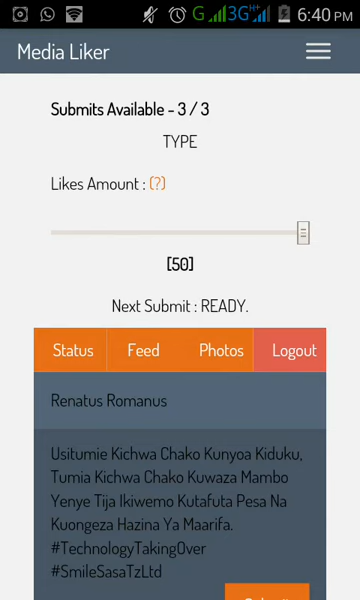 G 3G H+ 6:40 PM
Media Liker
Submits Available - 3 / 3
TYPE
Likes Amount : (?)
[50]
Next Submit : READY.
Status Feed Photos Logout
Renatus Romanus
Usitumie Kichwa Chako Kunyoa Kiduku,
Tumia Kichwa Chako Kuwaza Mambo
Yenye Tija Ikiwemo Kutafuta Pesa Na
Kuongeza Hazina Ya Maarifa.
#TechnologyTakingOver
#SmileSasaTzLtd